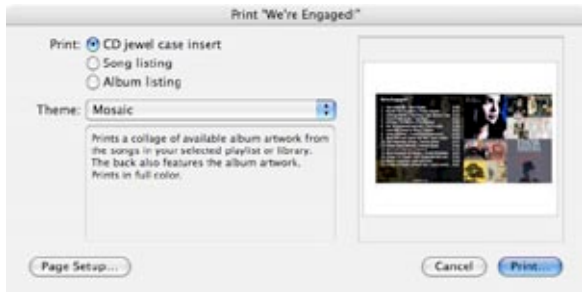 Print "We're Engaged!"
Print: CD jewel case insert
Song listing
Album listing
Theme: Mosaic
Prints a collage of available album artwork from
the songs in your selected playlist or library.
The back also features the album artwork.
Prints in full color.
Page Setup...
Cancel
Print...